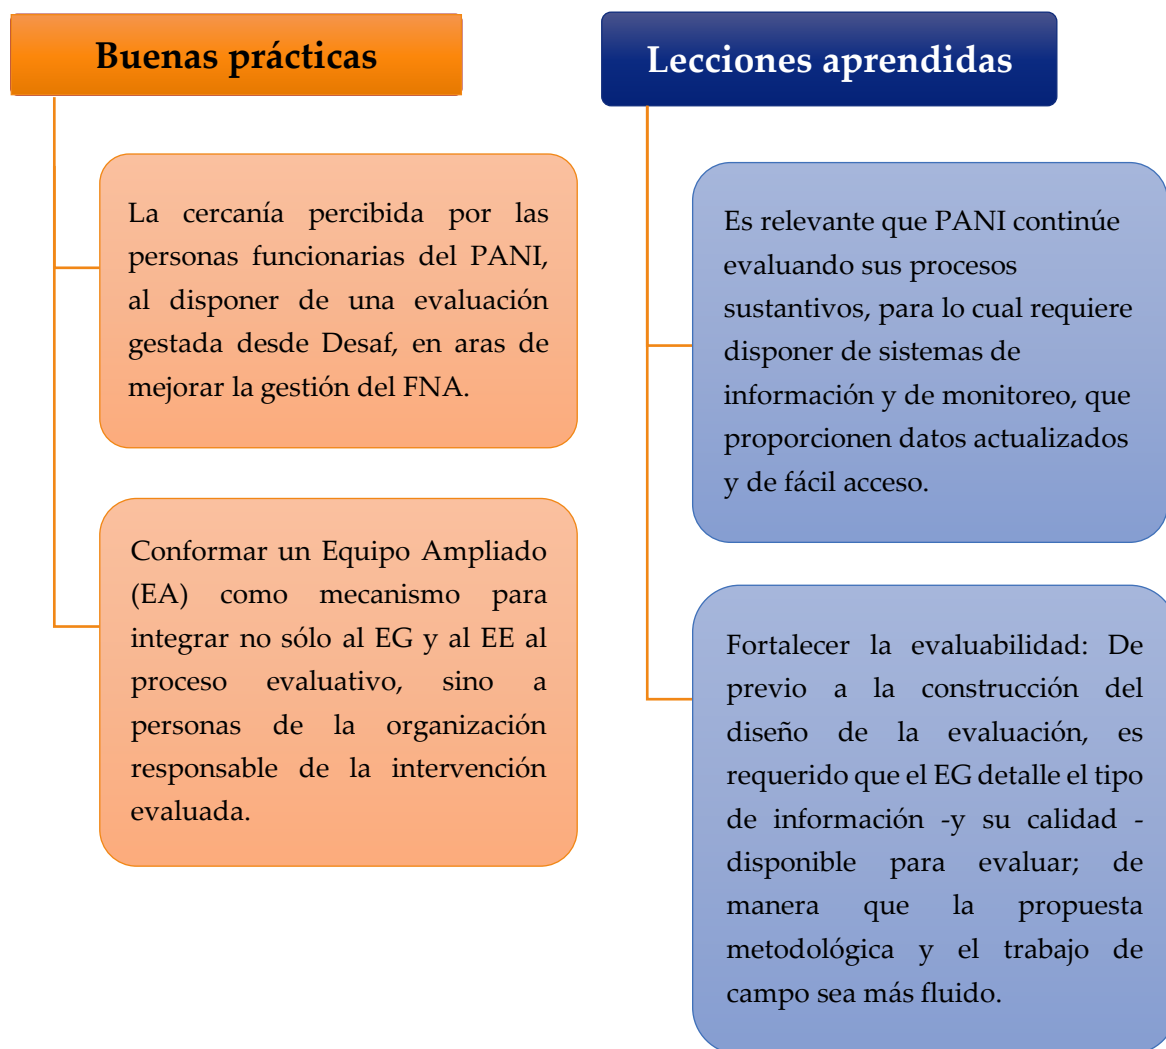 Buenas prácticas
La cercanía percibida por las
personas funcionarias del PANI,
al disponer de una evaluación
gestada desde Desaf, en aras de
mejorar la gestión del FNA.
Conformar un Equipo Ampliado
(EA) como mecanismo para
integrar no sólo al EG y al EE al
proceso evaluativo, sino a
personas de la organización
responsable de la intervención
evaluada.
Lecciones aprendidas
Es relevante que PANI continúe
evaluando sus procesos
sustantivos, para lo cual requiere
disponer de sistemas de
información y de monitoreo, que
proporcionen datos actualizados
y de fácil acceso.
Fortalecer la evaluabilidad: De
previo a la construcción del
diseño de la evaluación, es
requerido que el EG detalle el tipo
de información -y su calidad -
disponible para evaluar; de
manera que la propuesta
metodológica y el trabajo de
campo sea más fluido.